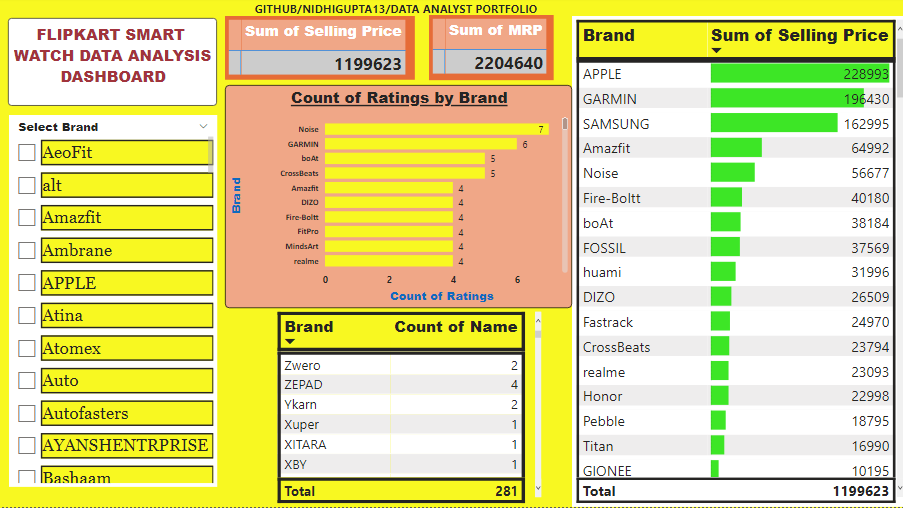 GITHUB/NIDHIGUPTA13/DATA ANALYST PORTFOLIO
FLIPKART SMART
WATCH DATA ANALYSIS
DASHBOARD
Sum of Selling Price
1199623
Sum of MRP
2204640
Select Brand
AeoFit
alt
Amazfit
Ambrane
APPLE
Atina
Atomex
Auto
Autofasters
AYANSHENTRPRISE
Bashaam
Count of Ratings by Brand
Brand
Noise 7
GARMIN 6
boAt 5
CrossBeats 5
Amazfit 4
DIZO 4
Fire-Boltt 4
FitPro 4
MindsArt 4
realme 4
0 2 4 6
Count of Ratings
Brand Count of Name
Zwero 2
ZEPAD 4
Ykarn 2
Xuper 1
XITARA 1
XBY 1
Total 281
Brand Sum of Selling Price
APPLE 228993
GARMIN 196430
SAMSUNG 162995
Amazfit 64992
Noise 56677
Fire-Boltt 40180
boAt 38184
FOSSIL 37569
huami 31996
DIZO 26509
Fastrack 24970
CrossBeats 23794
realme 23093
Honor 22998
Pebble 18795
Titan 16990
GIONEE 10195
Total 1199623